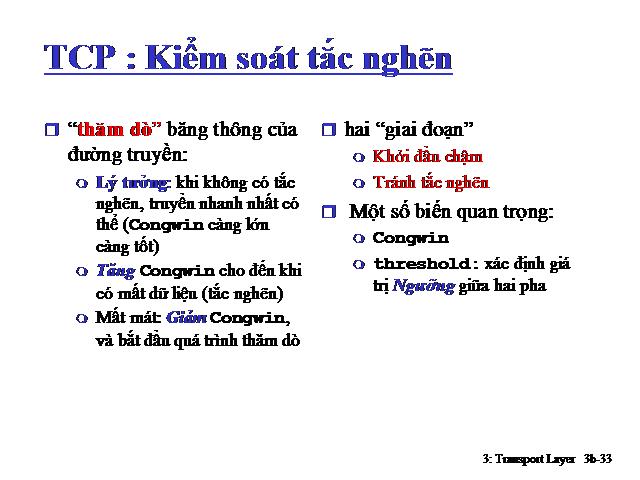 TCP : Kiểm soát tắc nghẽn
“thăm dò” băng thông của
đường truyền:
Lý tưởng: khi không có tắc
nghẽn, truyền nhanh nhất có
thể (Congwin càng lớn
càng tốt)
Tăng Congwin cho đến khi
có mất dữ liệu (tắc nghẽn)
Mất mát: Giảm Congwin,
và bắt đầu quá trình thăm dò
hai “giai đoạn”
Khởi đầu chậm
Tránh tắc nghẽn
Một số biến quan trọng:
Congwin
threshold: xác định giá
trị Ngưỡng giữa hai pha
3: Transport Layer 3b-33